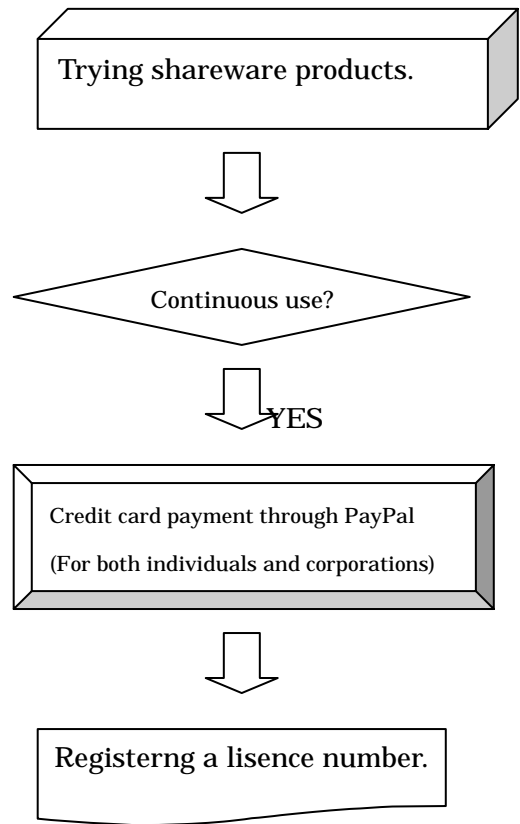 Trying shareware products.
Continuous use?
YES
Credit card payment through PayPal
(For both individuals and corporations)
Registerng a lisence number.